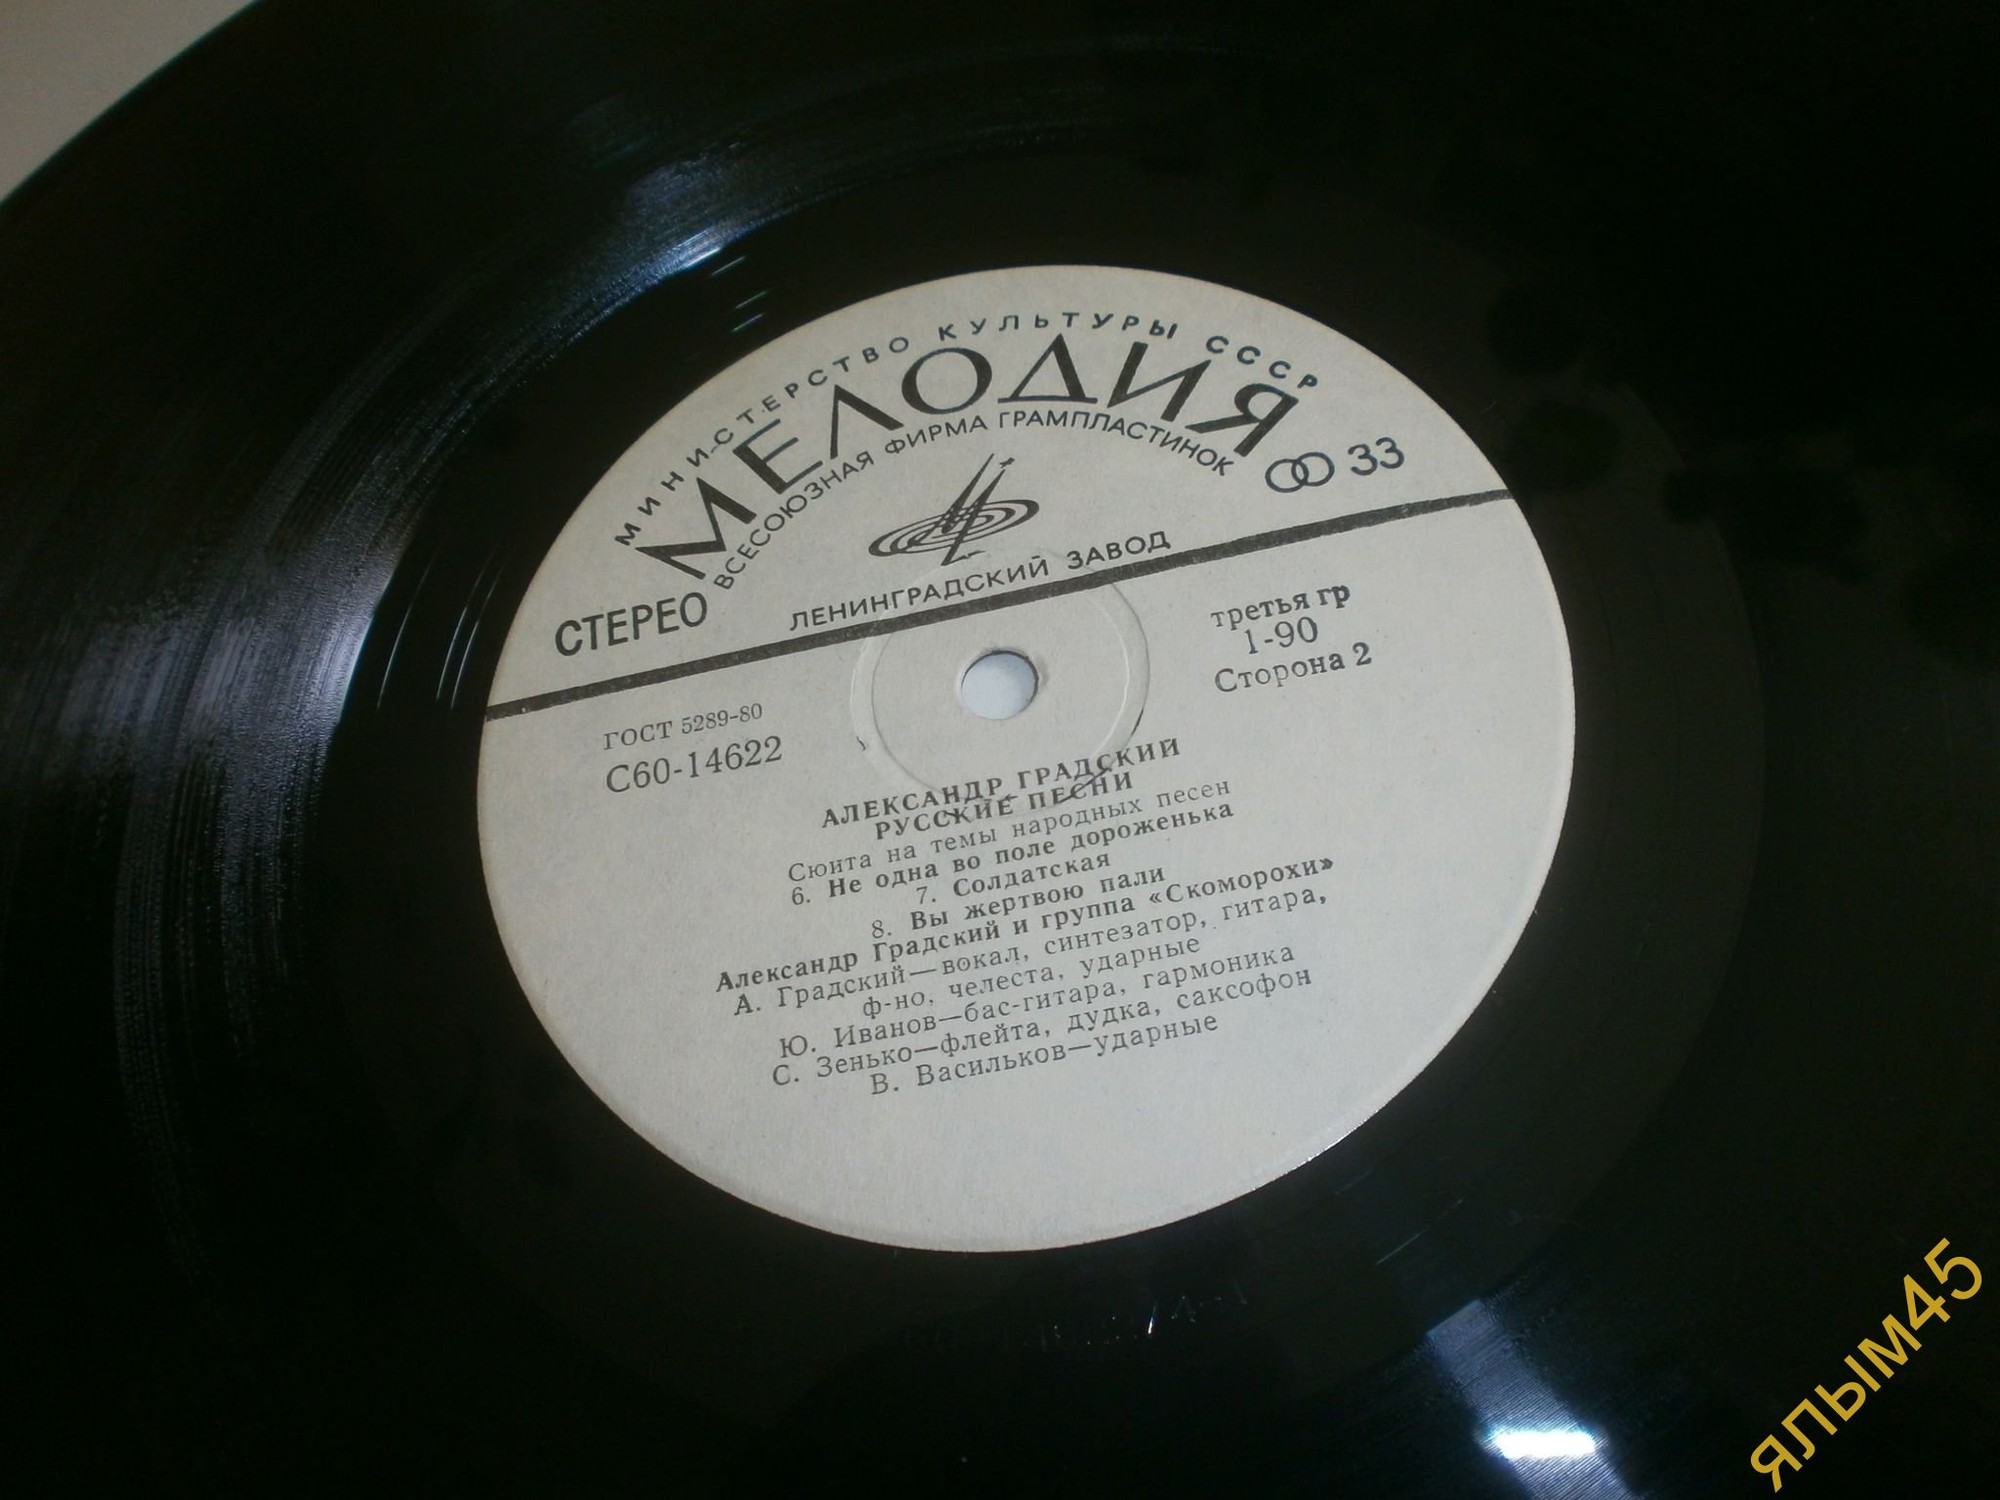 МИНИСТЕРСТВО КУЛЬТУРЫ СССР
МЕЛОДИЯ
ВСЕСОЮЗНАЯ ФИРМА ГРАМПЛАСТИНОК
33
ЛЕНИНГРАДСКИЙ ЗАВОД
СТЕРЕО
третья гр
1-90
Сторона 2
ГОСТ 5289-80
С60-14622
АЛЕКСАНДР ГРАДСКИЙ
РУССКИЕ ПЕСНИ
Сюита на темы народных песен
6. Не одна во поле дороженька
7. Солдатская
8. Вы жертвою пали
Александр Градский и группа «Скоморохи»
А. Градский—вокал, синтезатор, гитара,
ф-но, челеста, ударные
Ю. Иванов—бас-гитара, гармоника
С. Зенько—флейта, дудка, саксофон
В. Васильков—ударные
ялым45